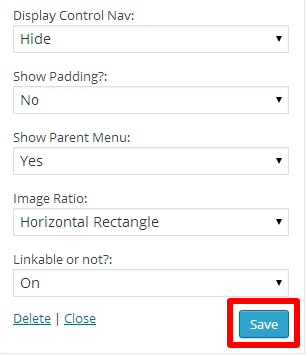 Display Control Nav:
Hide
Show Padding?:
No
Show Parent Menu:
Yes
Image Ratio:
Horizontal Rectangle
Linkable or not?:
On
Delete | Close
Save